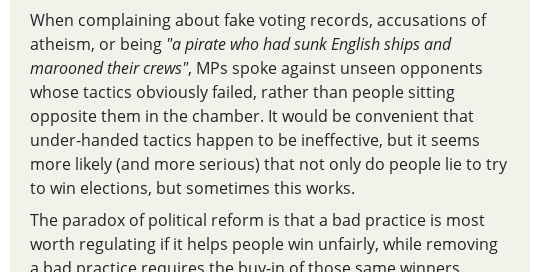 When complaining about fake voting records, accusations of
atheism, or being "a pirate who had sunk English ships and
marooned their crews", MPs spoke against unseen opponents
whose tactics obviously failed, rather than people sitting
opposite them in the chamber. It would be convenient that
under-handed tactics happen to be ineffective, but it seems
more likely (and more serious) that not only do people lie to try
to win elections, but sometimes this works.
The paradox of political reform is that a bad practice is most
worth regulating if it helps people win unfairly, while removing
a bad practice requires the buy-in of those same winners